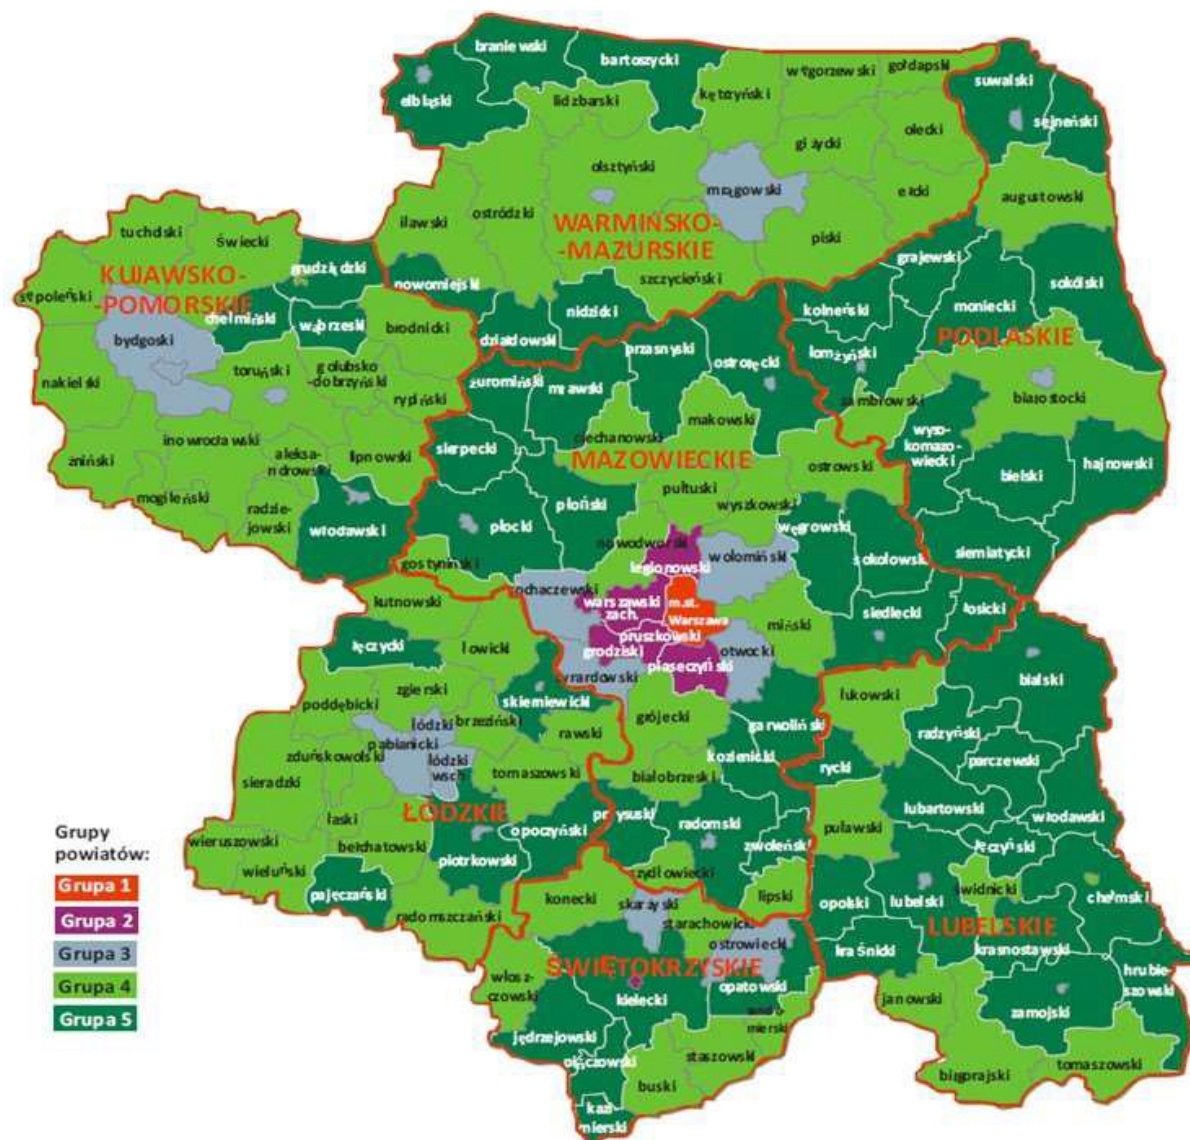 braniewski
bartoszycki
elbląski
lidzbarski
kętrzyński
węgorzewski
gołdapski
suwalski
sejneński
olecki
giżycki
olsztyński
mrągowski
ełcki
augustowski
iławski
ostródzki
WARMIŃSKO-
-MAZURSKIE
piski
szczycieński
nowomiejski
nidzicki
działdowski
tucholski
świecki
grudziądzki
KUJAWSKO-
-POMORSKIE
sępoleński
chełmiński
wąbrzeski
brodnicki
bydgoski
toruński
golubsko
-dobrzyński
rypiński
nakielski
inowrocławski
aleksa-
ndrowski
lipnowski
żniński
mogileński
radzie-
jowski
włocławski
grajewski
kolneński
moniecki
sokólski
PODLASKIE
łomżyński
zambrowski
białostocki
wyso-
komazo-
wiecki
bielski
hajnowski
siemiatycki
przasnyski
ostrołęcki
żuromiński
mławski
makowski
ciechanowski
MAZOWIECKIE
sierpecki
ostrowski
pułtuski
wyszkowski
płoński
płocki
węgrowski
nowodworski
wołomiński
sokołowski
legionowski
gostyniński
ochaczewski
warszawski
zach.
m.st.
Warszawa
miński
siedlecki
łosicki
pruszkowski
grodziski
otwocki
piaseczyński
yrardowski
grójecki
garwoliński
kozienicki
białobrzeski
przysuski
radomski
zwoleński
szydłowiecki
lipski
kutnowski
łęczycki
łowicki
zgierski
skierniewicki
poddębicki
łódzki
brzeziński
rawski
pabianicki
zduńskowolski
łódzki
wsch.
sieradzki
tomaszowski
ŁÓDZKIE
łaski
opoczyński
wieruszowski
bełchatowski
piotrkowski
wieluński
pajęczański
radomszczański
bialski
łukowski
radzyński
parczewski
rycki
lubartowski
włodawski
puławski
łęczyński
świdnicki
chełmski
opolski
lubelski
LUBELSKIE
kraśnicki
krasnostawski
hrubie-
szowski
janowski
zamojski
biłgorajski
tomaszowski
konecki
skarżyski
starachowicki
ostrowiecki
ŚWIĘTOKRZYSKIE
włosz-
czowski
kielecki
opatowski
mierski
jędrzejowski
staszowski
pińczowski
buski
kazi-
mierski
Grupy
powiatów:
Grupa 1
Grupa 2
Grupa 3
Grupa 4
Grupa 5